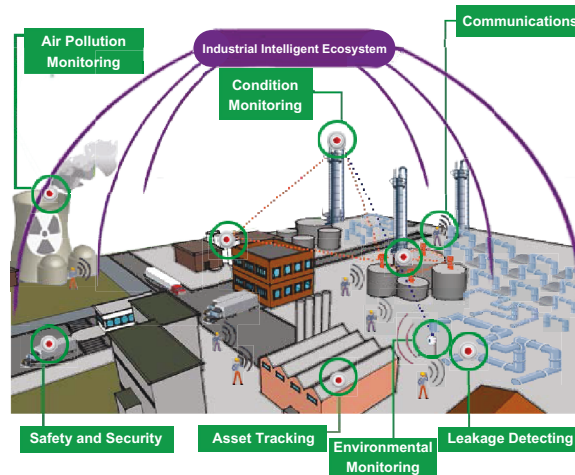 Communications
Industrial Intelligent Ecosystem
Air Pollution
Monitoring
Condition
Monitoring
Safety and Security
Asset Tracking
Environmental
Monitoring
Leakage Detecting